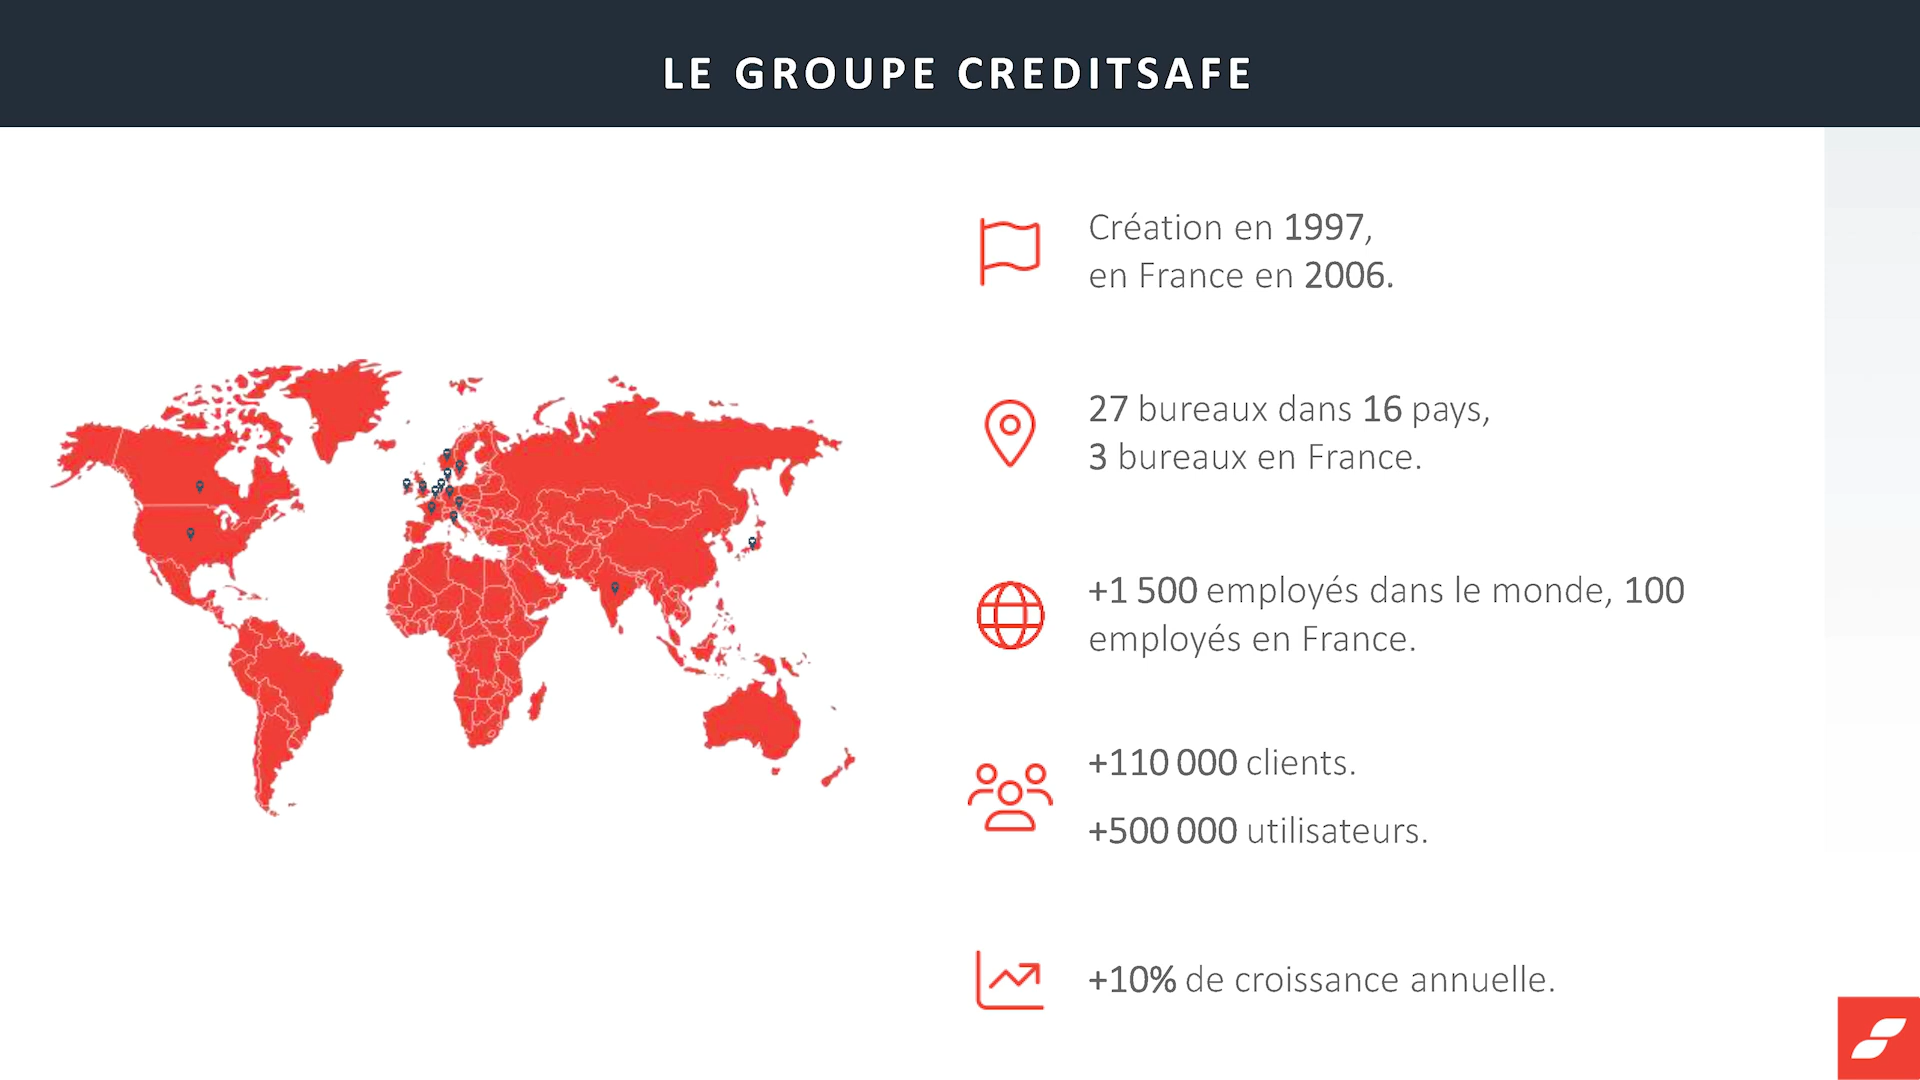 LE GROUPE CREDITSAFE
Création en 1997,
en France en 2006.
27 bureaux dans 16 pays,
3 bureaux en France.
+1 500 employés dans le monde, 100
employés en France.
+110 000 clients.
+500 000 utilisateurs.
+10% de croissance annuelle.